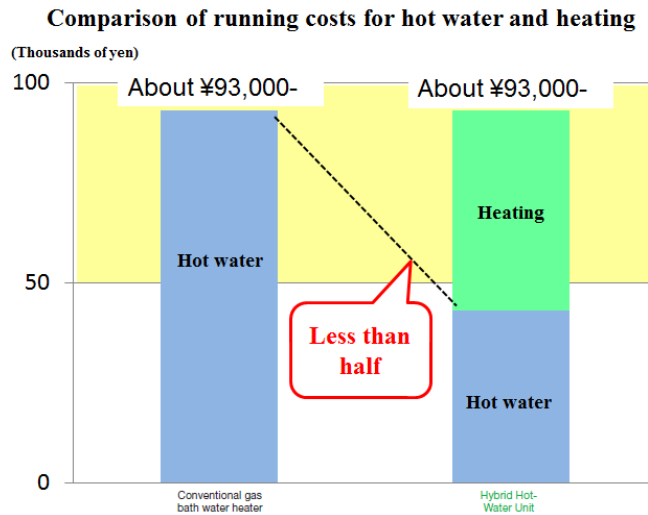 Comparison of running costs for hot water and heating
(Thousands of yen)
100
About ¥93,000-
About ¥93,000-
Heating
Hot water
50
Less than
half
Hot water
0
Conventional gas
bath water heater
Hybrid Hot-
Water Unit